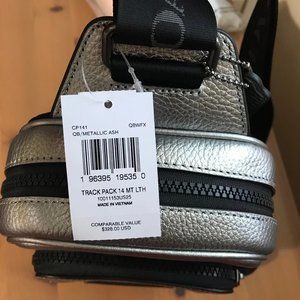 CP141 QBWFX
OB/METALLIC ASH
1 96395 19535 0
TRACK PACK 14 MT LTH
MADE IN VIETNAM
COMPARABLE VALUE
$328.00 USD